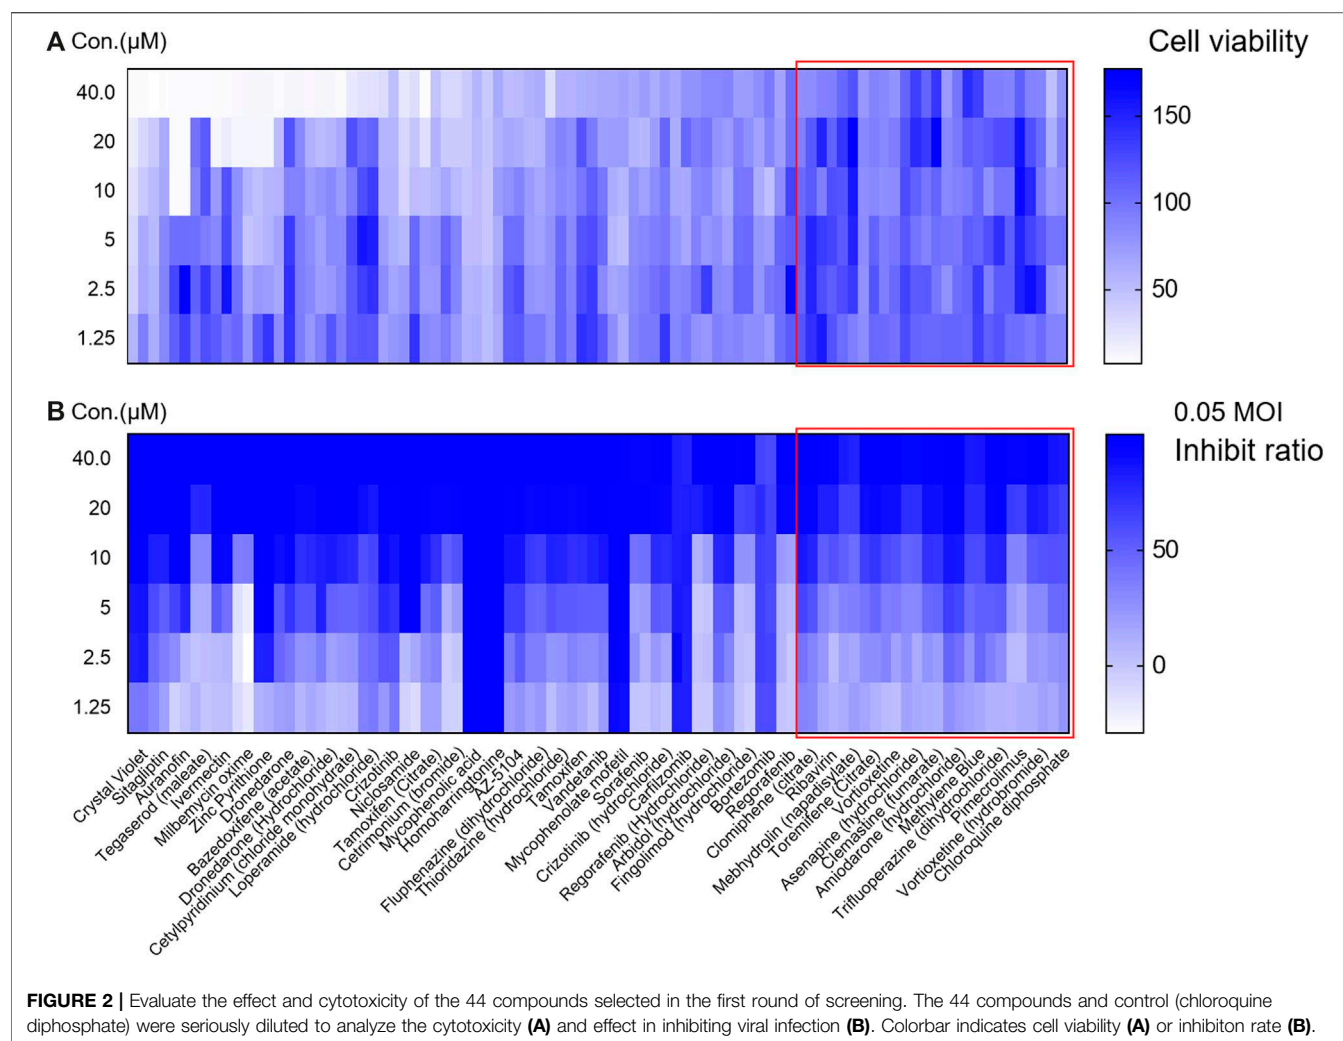 A Con.(µM)
Cell viability
40.0
20
10
5
2.5
1.25
150
100
50
B Con.(µM)
0.05 MOI
Inhibit ratio
40.0
20
10
5
2.5
1.25
50
0
Crystal Violet
Sitagliptin
Auranofin
Tegaserod (maleate)
Ivermectin
Milbemycin oxime
Zinc Pyrithione
Dronedarone
Bazedoxifene (acetate)
Dronedarone (Hydrochloride)
Cetylpyridinium (chloride monohydrate)
Loperamide (hydrochloride)
Crizotinib
Niclosamide
Tamoxifen (Citrate)
Cetrimonium (bromide)
Mycophenolic acid
Homoharringtonine
AZ-5104
Fluphenazine (dihydrochloride)
Thioridazine (hydrochloride)
Tamoxifen
Vandetanib
Mycophenolate mofetil
Sorafenib
Crizotinib (hydrochloride)
Carfilzomib
Regorafenib (Hydrochloride)
Arbidol (hydrochloride)
Fingolimod (hydrochloride)
Bortezomib
Regorafenib
Clomiphene (citrate)
Ribavirin
Mebhydrolin (napadisylate)
Toremifene (Citrate)
Vortioxetine
Asenapine (hydrochloride)
Clemastine (fumarate)
Amiodarone (hydrochloride)
Methylene Blue
Trifluoperazine (dihydrochloride)
Pimecrolimus
Vortioxetine (hydrobromide)
Chloroquine diphosphate
FIGURE 2 | Evaluate the effect and cytotoxicity of the 44 compounds selected in the first round of screening. The 44 compounds and control (chloroquine
diphosphate) were seriously diluted to analyze the cytotoxicity (A) and effect in inhibiting viral infection (B). Colorbar indicates cell viability (A) or inhibiton rate (B).